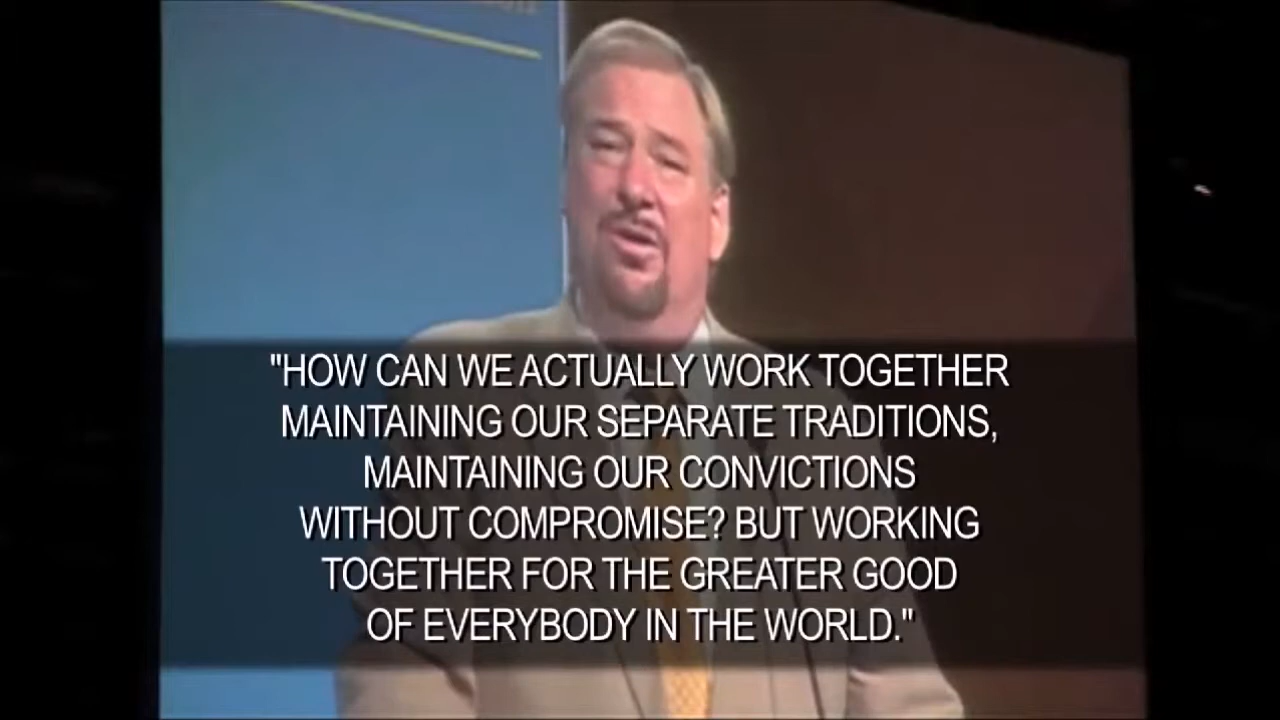 "HOW CAN WE ACTUALLY WORK TOGETHER
MAINTAINING OUR SEPARATE TRADITIONS,
MAINTAINING OUR CONVICTIONS
WITHOUT COMPROMISE? BUT WORKING
TOGETHER FOR THE GREATER GOOD
OF EVERYBODY IN THE WORLD."